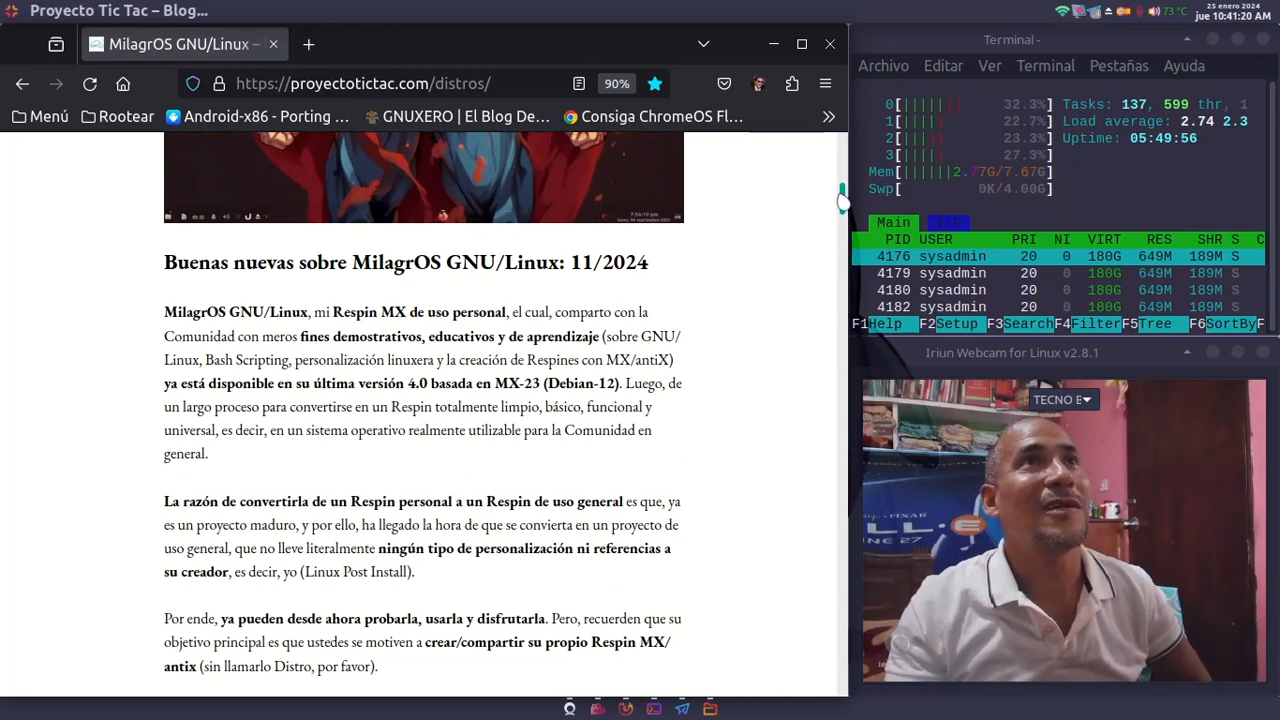 Proyecto Tic Tac – Blog...
73 °C
25 enero 2024
jue 10:41:20 AM
MilagrOS GNU/Linux –
https://proyectotictac.com/distros/
90%
Menú
Rootear
Android-x86 - Porting ...
GNUXERO | El Blog De...
Consiga ChromeOS Fl...
Buenas nuevas sobre MilagrOS GNU/Linux: 11/2024
MilagrOS GNU/Linux, mi Respin MX de uso personal, el cual, comparto con la
Comunidad con meros fines demostrativos, educativos y de aprendizaje (sobre GNU/
Linux, Bash Scripting, personalización linuxera y la creación de Respines con MX/antiX)
ya está disponible en su última versión 4.0 basada en MX-23 (Debian-12). Luego, de
un largo proceso para convertirse en un Respin totalmente limpio, básico, funcional y
universal, es decir, en un sistema operativo realmente utilizable para la Comunidad en
general.
La razón de convertirla de un Respin personal a un Respin de uso general es que, ya
es un proyecto maduro, y por ello, ha llegado la hora de que se convierta en un proyecto de
uso general, que no lleve literalmente ningún tipo de personalización ni referencias a
su creador, es decir, yo (Linux Post Install).
Por ende, ya pueden desde ahora probarla, usarla y disfrutarla. Pero, recuerden que su
objetivo principal es que ustedes se motiven a crear/compartir su propio Respin MX/
antix (sin llamarlo Distro, por favor).
Terminal -
Archivo Editar Ver Terminal Pestañas Ayuda
0[|||||| 32.3%] Tasks: 137, 599 thr, 1
1[||||| 22.7%] Load average: 2.74 2.3
2[||||| 23.3%] Uptime: 05:49:56
3[||||| 27.3%]
Mem[||||||2.77G/7.67G]
Swp[ 0K/4.00G]
Main I/O
PID USER PRI NI VIRT RES SHR S C
4176 sysadmin 20 0 180G 649M 189M S
4179 sysadmin 20 0 180G 649M 189M S
4180 sysadmin 20 0 180G 649M 189M S
4182 sysadmin 20 0 180G 649M 189M S
F1Help F2Setup F3Search F4Filter F5Tree F6SortBy F
Iriun Webcam for Linux v2.8.1
TECNO
PIXAR